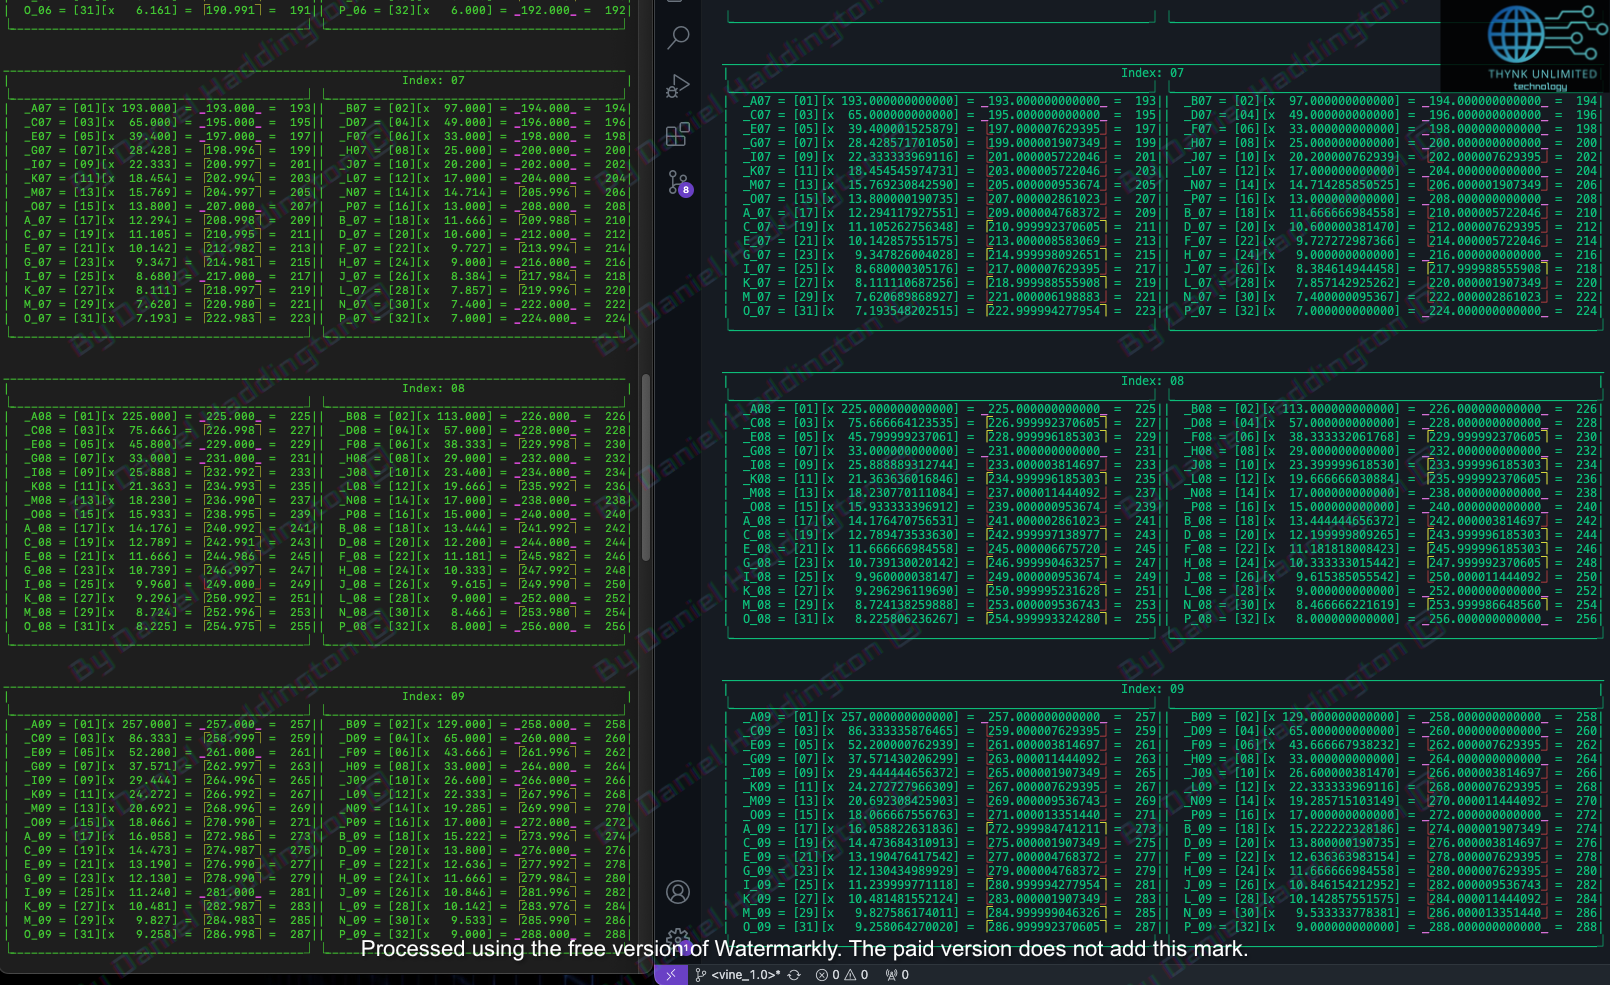 O_06 = [31][x   6.161] =  190.991  =  191||  P_06 = [32][x   6.000] = _192.000_ =  192
Index: 07
_A07 = [01][x 193.000] = _193.000_ =  193||  _B07 = [02][x  97.000] = _194.000_ =  194
_C07 = [03][x  65.000] = _195.000_ =  195||  _D07 = [04][x  49.000] = _196.000_ =  196
_E07 = [05][x  39.400] = _197.000_ =  197||  _F07 = [06][x  33.000] = _198.000_ =  198
_G07 = [07][x  28.428] =  198.996  =  199||  _H07 = [08][x  25.000] = _200.000_ =  200
_I07 = [09][x  22.333] =  200.997  =  201||  _J07 = [10][x  20.200] = _202.000_ =  202
_K07 = [11][x  18.454] =  202.994  =  203||  _L07 = [12][x  17.000] = _204.000_ =  204
_M07 = [13][x  15.769] =  204.997  =  205||  _N07 = [14][x  14.714] =  205.996  =  206
_O07 = [15][x  13.800] = _207.000_ =  207||  _P07 = [16][x  13.000] = _208.000_ =  208
A_07 = [17][x  12.294] =  208.998  =  209||  B_07 = [18][x  11.666] =  209.988  =  210
C_07 = [19][x  11.105] =  210.995  =  211||  D_07 = [20][x  10.600] = _212.000_ =  212
E_07 = [21][x  10.142] =  212.982  =  213||  F_07 = [22][x   9.727] =  213.994  =  214
G_07 = [23][x   9.347] =  214.981  =  215||  H_07 = [24][x   9.000] = _216.000_ =  216
I_07 = [25][x   8.680] = _217.000_ =  217||  J_07 = [26][x   8.384] =  217.984  =  218
K_07 = [27][x   8.111] =  218.997  =  219||  L_07 = [28][x   7.857] =  219.996  =  220
M_07 = [29][x   7.620] =  220.980  =  221||  N_07 = [30][x   7.400] = _222.000_ =  222
O_07 = [31][x   7.193] =  222.983  =  223||  P_07 = [32][x   7.000] = _224.000_ =  224
Index: 08
_A08 = [01][x 225.000] = _225.000_ =  225||  _B08 = [02][x 113.000] = _226.000_ =  226
_C08 = [03][x  75.666] =  226.998  =  227||  _D08 = [04][x  57.000] = _228.000_ =  228
_E08 = [05][x  45.800] = _229.000_ =  229||  _F08 = [06][x  38.333] =  229.998  =  230
_G08 = [07][x  33.000] = _231.000_ =  231||  _H08 = [08][x  29.000] = _232.000_ =  232
_I08 = [09][x  25.888] =  232.992  =  233||  _J08 = [10][x  23.400] = _234.000_ =  234
_K08 = [11][x  21.363] =  234.993  =  235||  _L08 = [12][x  19.666] =  235.992  =  236
_M08 = [13][x  18.230] =  236.990  =  237||  _N08 = [14][x  17.000] = _238.000_ =  238
_O08 = [15][x  15.933] =  238.995  =  239||  _P08 = [16][x  15.000] = _240.000_ =  240
A_08 = [17][x  14.176] =  240.992  =  241||  B_08 = [18][x  13.444] =  241.992  =  242
C_08 = [19][x  12.789] =  242.991  =  243||  D_08 = [20][x  12.200] = _244.000_ =  244
E_08 = [21][x  11.666] =  244.986  =  245||  F_08 = [22][x  11.181] =  245.982  =  246
G_08 = [23][x  10.739] =  246.997  =  247||  H_08 = [24][x  10.333] =  247.992  =  248
I_08 = [25][x   9.960] =  249.000  =  249||  J_08 = [26][x   9.615] =  249.990  =  250
K_08 = [27][x   9.296] =  250.992  =  251||  L_08 = [28][x   9.000] = _252.000_ =  252
M_08 = [29][x   8.724] =  252.996  =  253||  N_08 = [30][x   8.466] =  253.980  =  254
O_08 = [31][x   8.225] =  254.975  =  255||  P_08 = [32][x   8.000] = _256.000_ =  256
Index: 09
_A09 = [01][x 257.000] = _257.000_ =  257||  _B09 = [02][x 129.000] = _258.000_ =  258
_C09 = [03][x  86.333] =  258.999  =  259||  _D09 = [04][x  65.000] = _260.000_ =  260
_E09 = [05][x  52.200] = _261.000_ =  261||  _F09 = [06][x  43.666] =  261.996  =  262
_G09 = [07][x  37.571] =  262.997  =  263||  _H09 = [08][x  33.000] = _264.000_ =  264
_I09 = [09][x  29.444] =  264.996  =  265||  _J09 = [10][x  26.600] = _266.000_ =  266
_K09 = [11][x  24.272] =  266.992  =  267||  _L09 = [12][x  22.333] =  267.996  =  268
_M09 = [13][x  20.692] =  268.996  =  269||  _N09 = [14][x  19.285] =  269.990  =  270
_O09 = [15][x  18.066] =  270.990  =  271||  _P09 = [16][x  17.000] = _272.000_ =  272
A_09 = [17][x  16.058] =  272.986  =  273||  B_09 = [18][x  15.222] =  273.996  =  274
C_09 = [19][x  14.473] =  274.987  =  275||  D_09 = [20][x  13.800] = _276.000_ =  276
E_09 = [21][x  13.190] =  276.990  =  277||  F_09 = [22][x  12.636] =  277.992  =  278
G_09 = [23][x  12.130] =  278.990  =  279||  H_09 = [24][x  11.666] =  279.984  =  280
I_09 = [25][x  11.240] = _281.000_ =  281||  J_09 = [26][x  10.846] =  281.996  =  282
K_09 = [27][x  10.481] =  282.987  =  283||  L_09 = [28][x  10.142] =  283.976  =  284
M_09 = [29][x   9.827] =  284.983  =  285||  N_09 = [30][x   9.533] =  285.990  =  286
O_09 = [31][x   9.258] =  286.998  =  287||  P_09 = [32][x   9.000] = _288.000_ =  288
8
1
THYNK UNLIMITED
technology
Index: 07
_A07 = [01][x 193.000000000000] = _193.000000000000_ =  193||  _B07 = [02][x  97.000000000000] = _194.000000000000_ =  194
_C07 = [03][x  65.000000000000] = _195.000000000000_ =  195||  _D07 = [04][x  49.000000000000] = _196.000000000000_ =  196
_E07 = [05][x  39.400001525879] =  197.000007629395  =  197||  _F07 = [06][x  33.000000000000] = _198.000000000000_ =  198
_G07 = [07][x  28.428571701050] =  199.000001907349  =  199||  _H07 = [08][x  25.000000000000] = _200.000000000000_ =  200
_I07 = [09][x  22.333333969116] =  201.000005722046  =  201||  _J07 = [10][x  20.200000762939] =  202.000007629395  =  202
_K07 = [11][x  18.454545974731] =  203.000005722046  =  203||  _L07 = [12][x  17.000000000000] = _204.000000000000_ =  204
_M07 = [13][x  15.769230842590] =  205.000000953674  =  205||  _N07 = [14][x  14.714285850525] =  206.000001907349  =  206
_O07 = [15][x  13.800000190735] =  207.000002861023  =  207||  _P07 = [16][x  13.000000000000] = _208.000000000000_ =  208
A_07 = [17][x  12.294117927551] =  209.000004768372  =  209||  B_07 = [18][x  11.666666984558] =  210.000005722046  =  210
C_07 = [19][x  11.105262756348] =  210.999992370605  =  211||  D_07 = [20][x  10.600000381470] =  212.000007629395  =  212
E_07 = [21][x  10.142857551575] =  213.000008583069  =  213||  F_07 = [22][x   9.727272987366] =  214.000005722046  =  214
G_07 = [23][x   9.347826004028] =  214.999998092651  =  215||  H_07 = [24][x   9.000000000000] = _216.000000000000_ =  216
I_07 = [25][x   8.680000305176] =  217.000007629395  =  217||  J_07 = [26][x   8.384614944458] =  217.999988555908  =  218
K_07 = [27][x   8.111110687256] =  218.999988555908  =  219||  L_07 = [28][x   7.857142925262] =  220.000001907349  =  220
M_07 = [29][x   7.620689868927] =  221.000006198883  =  221||  N_07 = [30][x   7.400000095367] =  222.000002861023  =  222
O_07 = [31][x   7.193548202515] =  222.999994277954  =  223||  P_07 = [32][x   7.000000000000] = _224.000000000000_ =  224
Index: 08
_A08 = [01][x 225.000000000000] = _225.000000000000_ =  225||  _B08 = [02][x 113.000000000000] = _226.000000000000_ =  226
_C08 = [03][x  75.666664123535] =  226.999992370605  =  227||  _D08 = [04][x  57.000000000000] = _228.000000000000_ =  228
_E08 = [05][x  45.799999237061] =  228.999996185303  =  229||  _F08 = [06][x  38.333332061768] =  229.999992370605  =  230
_G08 = [07][x  33.000000000000] = _231.000000000000_ =  231||  _H08 = [08][x  29.000000000000] = _232.000000000000_ =  232
_I08 = [09][x  25.888889312744] =  233.000003814697  =  233||  _J08 = [10][x  23.399999618530] =  233.999996185303  =  234
_K08 = [11][x  21.363636016846] =  234.999996185303  =  235||  _L08 = [12][x  19.666666030884] =  235.999992370605  =  236
_M08 = [13][x  18.230770111084] =  237.000011444092  =  237||  _N08 = [14][x  17.000000000000] = _238.000000000000_ =  238
_O08 = [15][x  15.933333396912] =  239.000000953674  =  239||  _P08 = [16][x  15.000000000000] = _240.000000000000_ =  240
A_08 = [17][x  14.176470756531] =  241.000002861023  =  241||  B_08 = [18][x  13.444444656372] =  242.000003814697  =  242
C_08 = [19][x  12.789473533630] =  242.999997138977  =  243||  D_08 = [20][x  12.199999809265] =  243.999996185303  =  244
E_08 = [21][x  11.666666984558] =  245.000006675720  =  245||  F_08 = [22][x  11.181818008423] =  245.999996185303  =  246
G_08 = [23][x  10.739130020142] =  246.999990463257  =  247||  H_08 = [24][x  10.333333015442] =  247.999992370605  =  248
I_08 = [25][x   9.960000038147] =  249.000000953674  =  249||  J_08 = [26][x   9.615385055542] =  250.000011444092  =  250
K_08 = [27][x   9.296296119690] =  250.999995231628  =  251||  L_08 = [28][x   9.000000000000] = _252.000000000000_ =  252
M_08 = [29][x   8.724138259888] =  253.000009536743  =  253||  N_08 = [30][x   8.466666221619] =  253.999986648560  =  254
O_08 = [31][x   8.225806236267] =  254.999993324280  =  255||  P_08 = [32][x   8.000000000000] = _256.000000000000_ =  256
Index: 09
_A09 = [01][x 257.000000000000] = _257.000000000000_ =  257||  _B09 = [02][x 129.000000000000] = _258.000000000000_ =  258
_C09 = [03][x  86.333335876465] =  259.000007629395  =  259||  _D09 = [04][x  65.000000000000] = _260.000000000000_ =  260
_E09 = [05][x  52.200000762939] =  261.000003814697  =  261||  _F09 = [06][x  43.666667938232] =  262.000007629395  =  262
_G09 = [07][x  37.571430206299] =  263.000011444092  =  263||  _H09 = [08][x  33.000000000000] = _264.000000000000_ =  264
_I09 = [09][x  29.444444656372] =  265.000001907349  =  265||  _J09 = [10][x  26.600000381470] =  266.000003814697  =  266
_K09 = [11][x  24.272727966309] =  267.000007629395  =  267||  _L09 = [12][x  22.333333969116] =  268.000007629395  =  268
_M09 = [13][x  20.692308425903] =  269.000009536743  =  269||  _N09 = [14][x  19.285715103149] =  270.000011444092  =  270
_O09 = [15][x  18.066667556763] =  271.000013351440  =  271||  _P09 = [16][x  17.000000000000] = _272.000000000000_ =  272
A_09 = [17][x  16.058822631836] =  272.999984741211  =  273||  B_09 = [18][x  15.222222328186] =  274.000001907349  =  274
C_09 = [19][x  14.473684310913] =  275.000001907349  =  275||  D_09 = [20][x  13.800000190735] =  276.000003814697  =  276
E_09 = [21][x  13.190476417542] =  277.000004768372  =  277||  F_09 = [22][x  12.636363983154] =  278.000007629395  =  278
G_09 = [23][x  12.130434989929] =  279.000004768372  =  279||  H_09 = [24][x  11.666666984558] =  280.000007629395  =  280
I_09 = [25][x  11.239999771118] =  280.999994277954  =  281||  J_09 = [26][x  10.846154212952] =  282.000009536743  =  282
K_09 = [27][x  10.481481552124] =  283.000001907349  =  283||  L_09 = [28][x  10.142857551575] =  284.000011444092  =  284
M_09 = [29][x   9.827586174011] =  284.999999046326  =  285||  N_09 = [30][x   9.533333778381] =  286.000013351440  =  286
O_09 = [31][x   9.258064270020] =  286.999992370605  =  287||  P_09 = [32][x   9.000000000000] = _288.000000000000_ =  288
Processed using the free version of Watermarkly. The paid version does not add this mark.
<vine_1.0>* 0 0 0
By Daniel Haddington ©